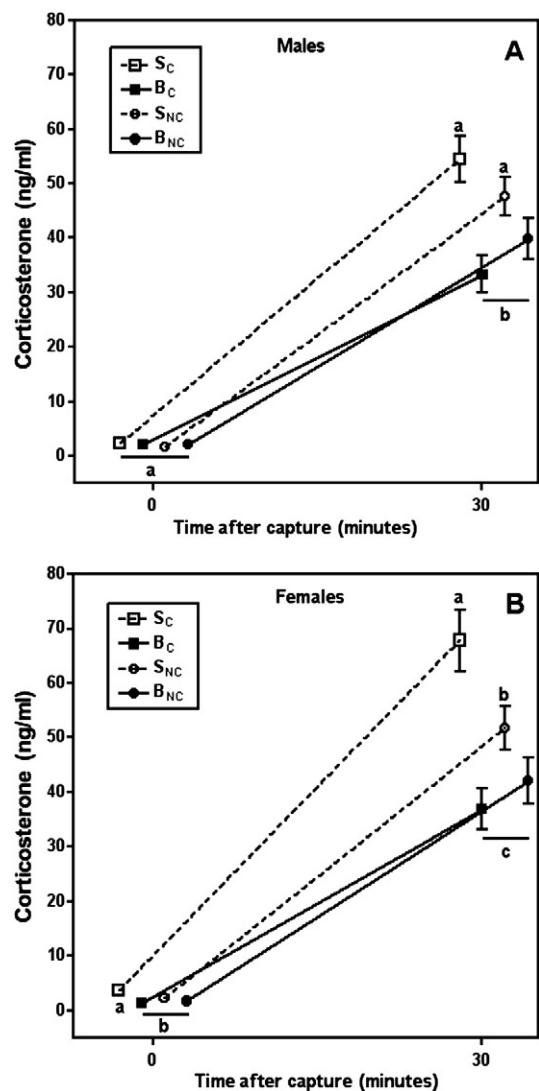 80
Males
A
70
S_C
B_C
S_NC
B_NC
60
a
a
50
40
30
b
20
10
0
a
0
30
Corticosterone (ng/ml)
Time after capture (minutes)
80
Females
a
B
70
S_C
B_C
S_NC
B_NC
60
b
50
40
30
c
20
10
0
a
b
0
30
Corticosterone (ng/ml)
Time after capture (minutes)